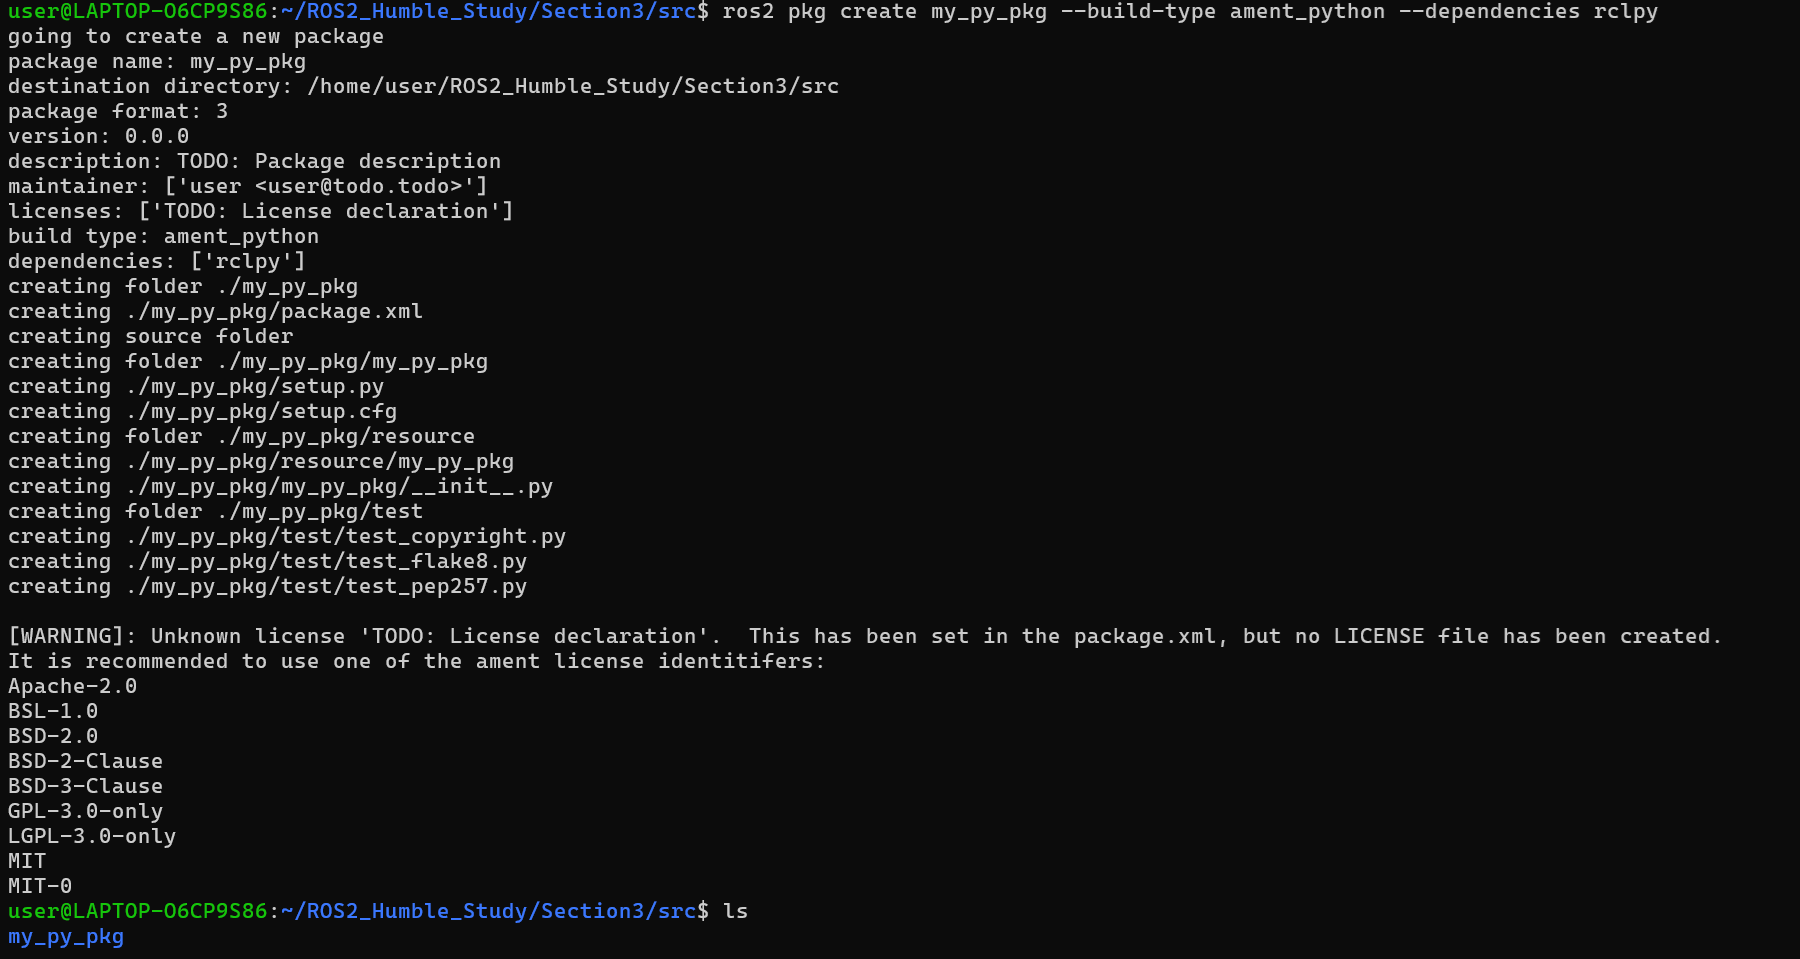 user@LAPTOP-O6CP9S86:~/ROS2_Humble_Study/Section3/src$ ros2 pkg create my_py_pkg --build-type ament_python --dependencies rclpy
going to create a new package
package name: my_py_pkg
destination directory: /home/user/ROS2_Humble_Study/Section3/src
package format: 3
version: 0.0.0
description: TODO: Package description
maintainer: ['user <user@todo.todo>']
licenses: ['TODO: License declaration']
build type: ament_python
dependencies: ['rclpy']
creating folder ./my_py_pkg
creating ./my_py_pkg/package.xml
creating source folder
creating folder ./my_py_pkg/my_py_pkg
creating ./my_py_pkg/setup.py
creating ./my_py_pkg/setup.cfg
creating folder ./my_py_pkg/resource
creating ./my_py_pkg/resource/my_py_pkg
creating ./my_py_pkg/my_py_pkg/__init__.py
creating folder ./my_py_pkg/test
creating ./my_py_pkg/test/test_copyright.py
creating ./my_py_pkg/test/test_flake8.py
creating ./my_py_pkg/test/test_pep257.py

[WARNING]: Unknown license 'TODO: License declaration'.  This has been set in the package.xml, but no LICENSE file has been created.
It is recommended to use one of the ament license identitifers:
Apache-2.0
BSL-1.0
BSD-2.0
BSD-2-Clause
BSD-3-Clause
GPL-3.0-only
LGPL-3.0-only
MIT
MIT-0
user@LAPTOP-O6CP9S86:~/ROS2_Humble_Study/Section3/src$ ls
my_py_pkg